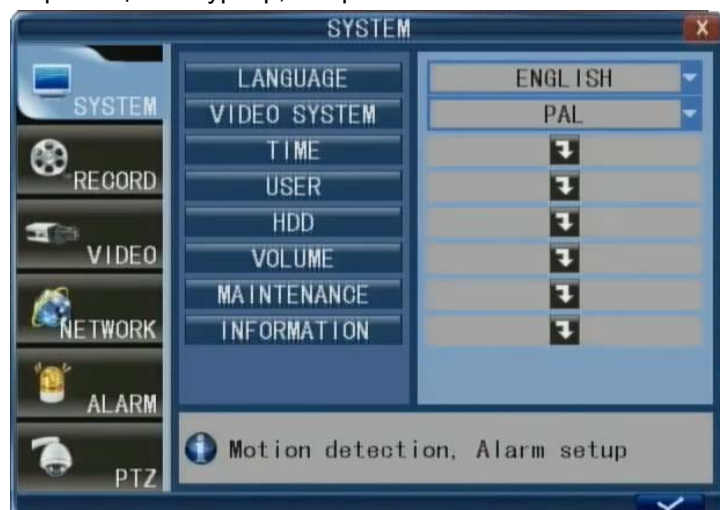 SYSTEM
X
SYSTEM
RECORD
VIDEO
NETWORK
ALARM
PTZ
LANGUAGE ENGLISH
VIDEO SYSTEM PAL
TIME
USER
HDD
VOLUME
MAINTENANCE
INFORMATION
Motion detection, Alarm setup